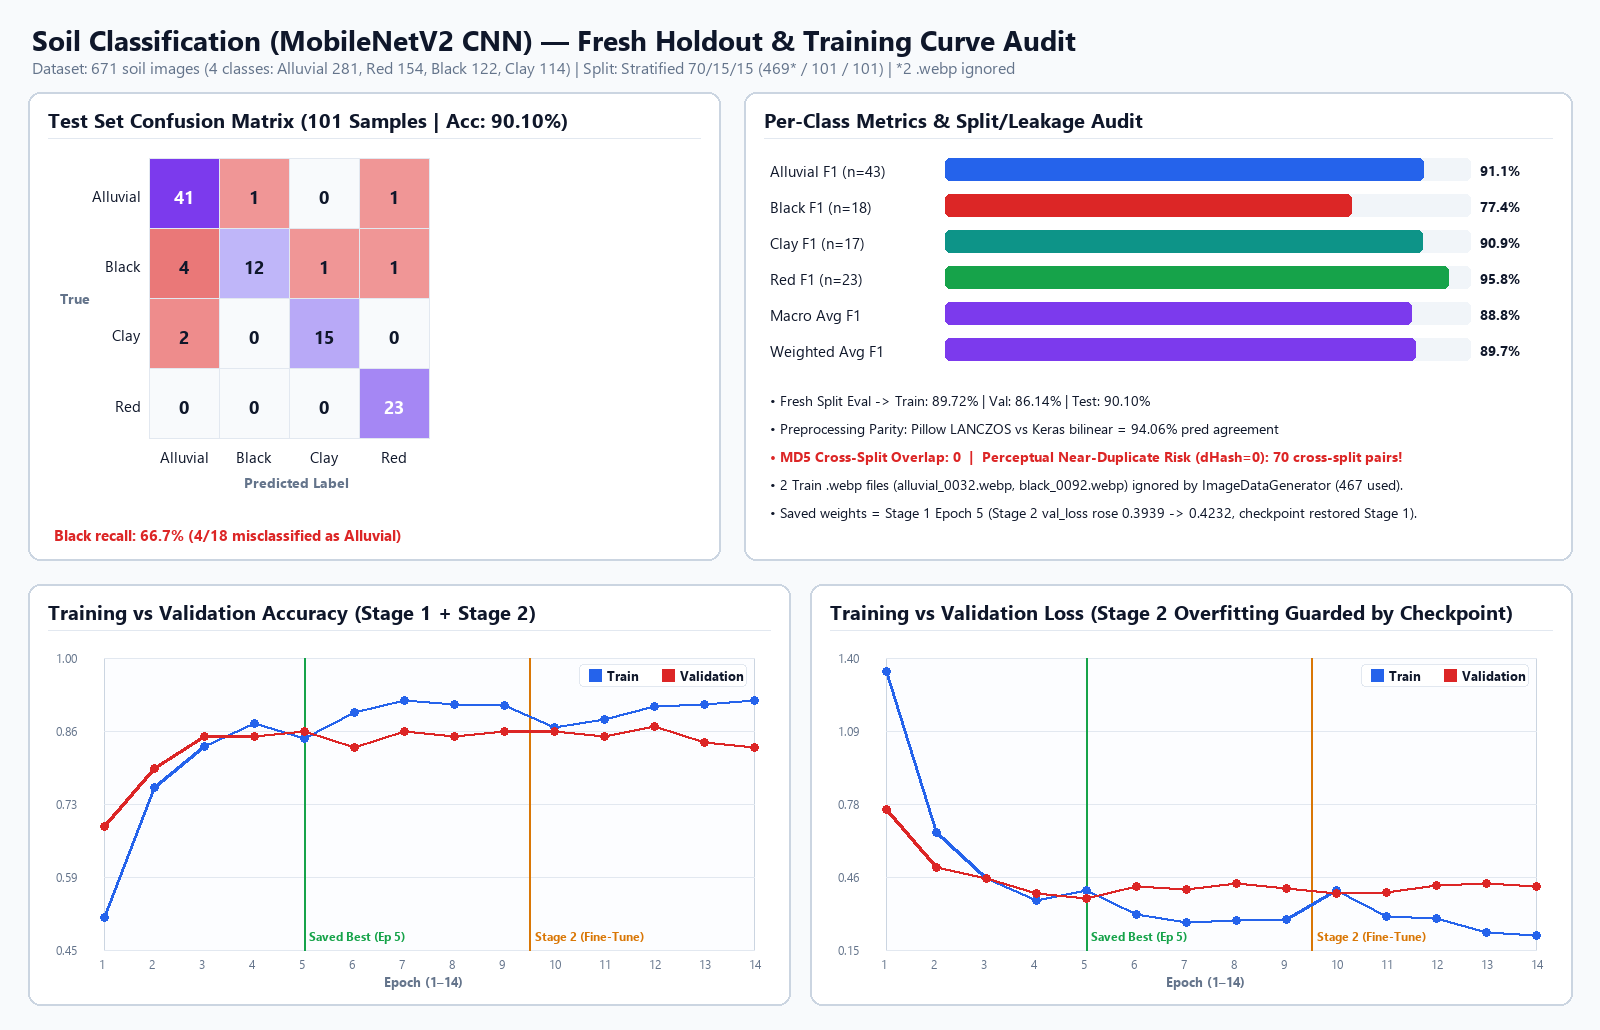 Soil Classification (MobileNetV2 CNN) — Fresh Holdout & Training Curve Audit
Dataset: 671 soil images (4 classes: Alluvial 281, Red 154, Black 122, Clay 114) | Split: Stratified 70/15/15 (469* / 101 / 101) | *2 .webp ignored
Test Set Confusion Matrix (101 Samples | Acc: 90.10%)
Alluvial 41 1 0 1
Black 4 12 1 1
True
Clay 2 0 15 0
Red 0 0 0 23
Alluvial Black Clay Red
Predicted Label
Black recall: 66.7% (4/18 misclassified as Alluvial)
Per-Class Metrics & Split/Leakage Audit
Alluvial F1 (n=43) 91.1%
Black F1 (n=18) 77.4%
Clay F1 (n=17) 90.9%
Red F1 (n=23) 95.8%
Macro Avg F1 88.8%
Weighted Avg F1 89.7%
• Fresh Split Eval -> Train: 89.72% | Val: 86.14% | Test: 90.10%
• Preprocessing Parity: Pillow LANCZOS vs Keras bilinear = 94.06% pred agreement
• MD5 Cross-Split Overlap: 0 | Perceptual Near-Duplicate Risk (dHash=0): 70 cross-split pairs!
• 2 Train .webp files (alluvial_0032.webp, black_0092.webp) ignored by ImageDataGenerator (467 used).
• Saved weights = Stage 1 Epoch 5 (Stage 2 val_loss rose 0.3939 -> 0.4232, checkpoint restored Stage 1).
Training vs Validation Accuracy (Stage 1 + Stage 2)
Train Validation
1.00
0.86
0.73
0.59
0.45
Saved Best (Ep 5) Stage 2 (Fine-Tune)
1 2 3 4 5 6 7 8 9 10 11 12 13 14
Epoch (1–14)
Training vs Validation Loss (Stage 2 Overfitting Guarded by Checkpoint)
Train Validation
1.40
1.09
0.78
0.46
0.15
Saved Best (Ep 5) Stage 2 (Fine-Tune)
1 2 3 4 5 6 7 8 9 10 11 12 13 14
Epoch (1–14)